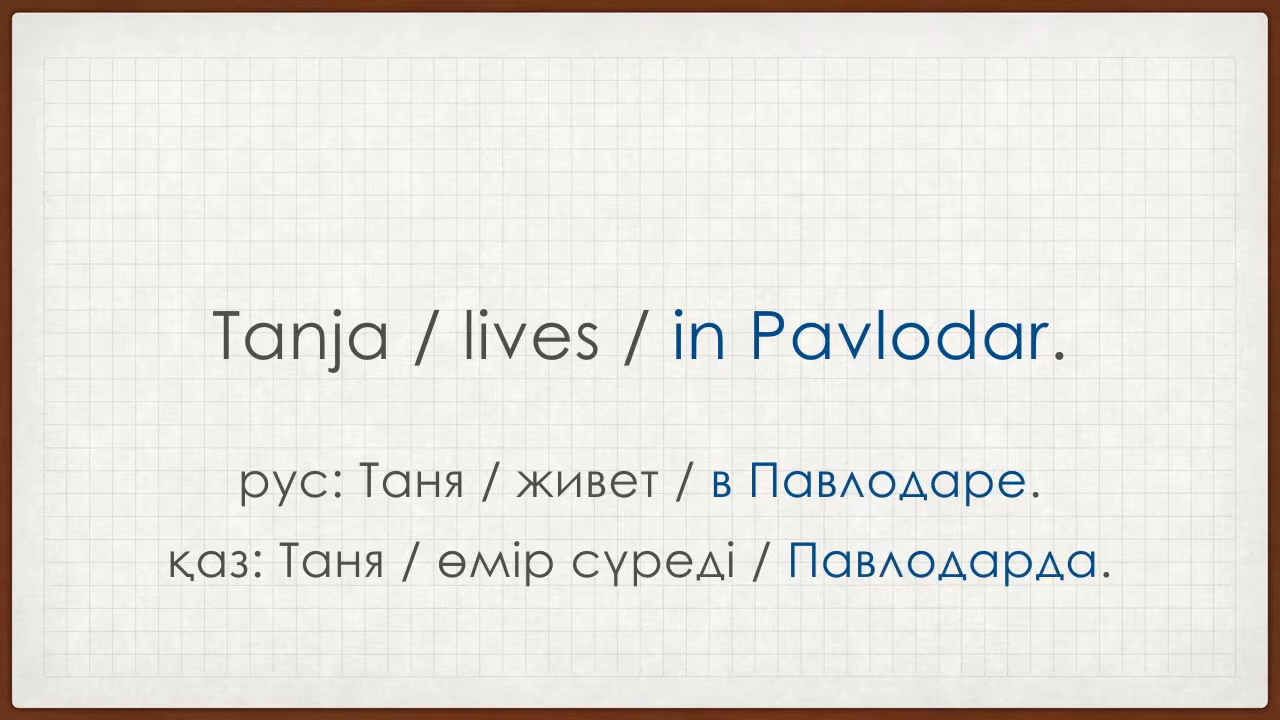 Tanja / lives / in Pavlodar.
рус: Таня / живет / в Павлодаре.
қаз: Таня / өмір сүреді / Павлодарда.